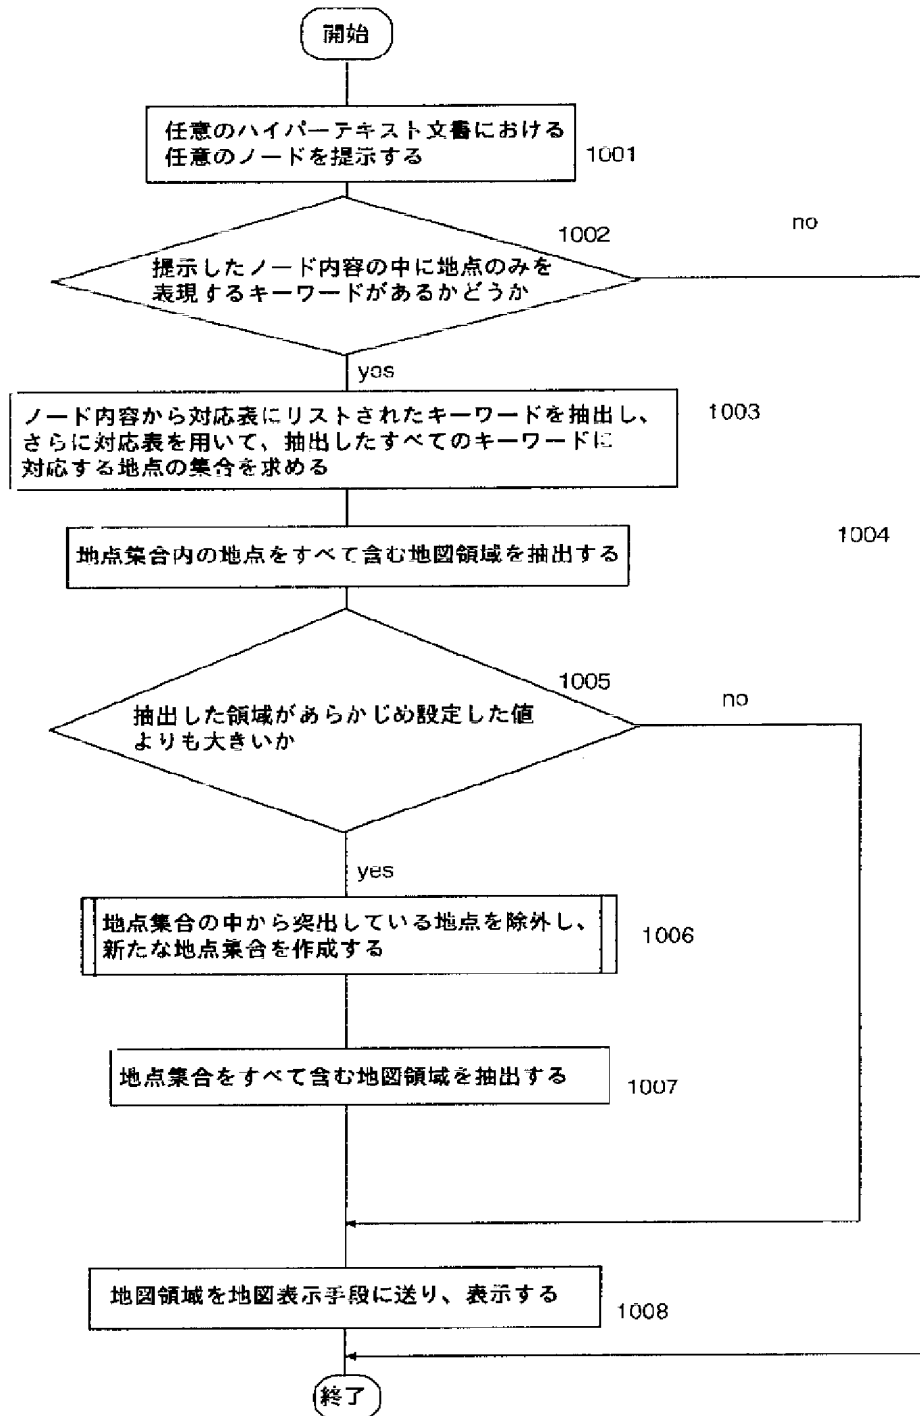 開始
任意のハイパーテキスト文書における
任意のノードを提示する
1001
1002
no
提示したノード内容の中に地点のみを
表現するキーワードがあるかどうか
yes
ノード内容から対応表にリストされたキーワードを抽出し、
さらに対応表を用いて、抽出したすべてのキーワードに
対応する地点の集合を求める
1003
1004
地点集合内の地点をすべて含む地図領域を抽出する
1005
no
抽出した領域があらかじめ設定した値
よりも大きいか
yes
地点集合の中から突出している地点を除外し、
新たな地点集合を作成する
1006
地点集合をすべて含む地図領域を抽出する
1007
地図領域を地図表示手段に送り、表示する
1008
終了